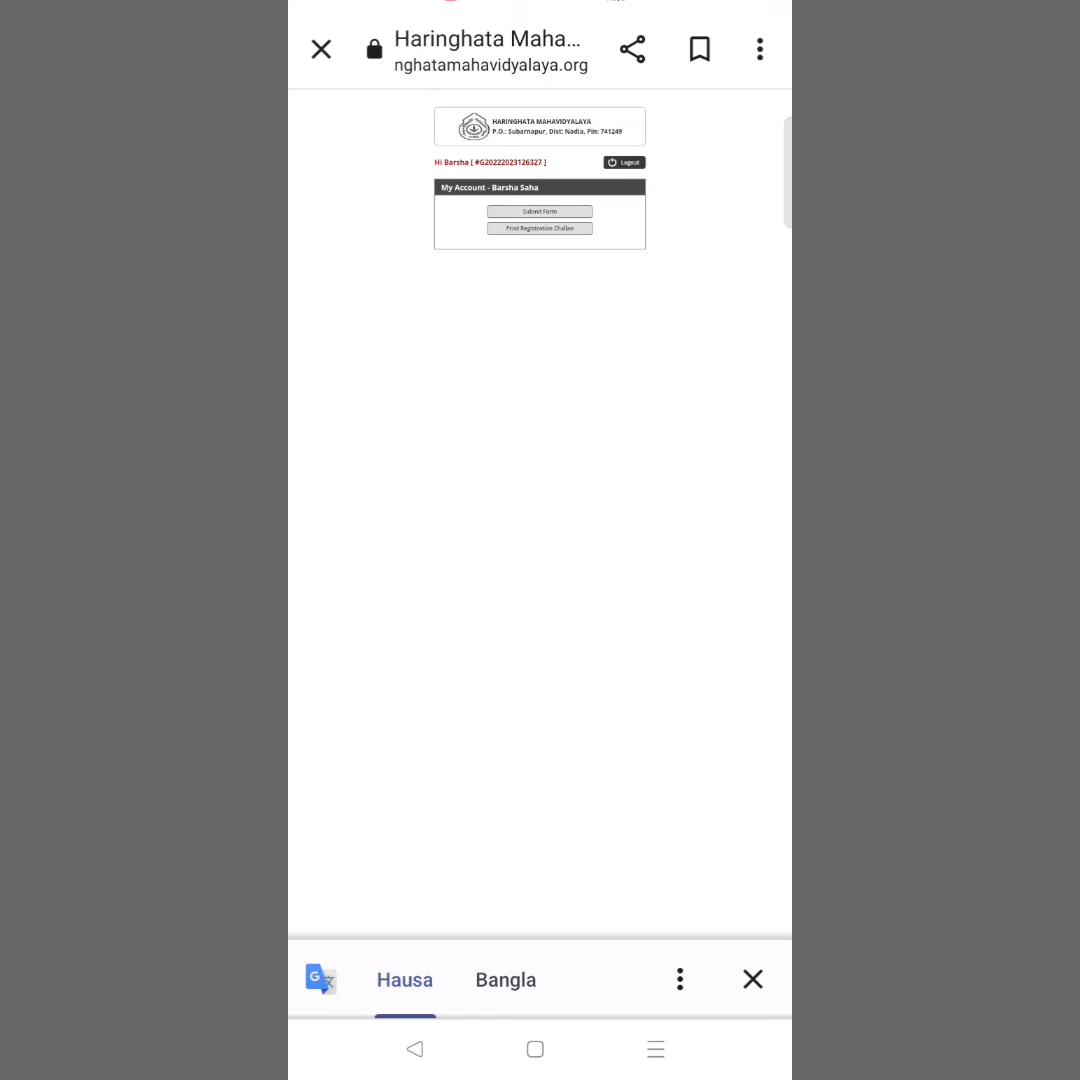 Haringhata Maha...
nghatamahavidyalaya.org
HARINGHATA MAHAVIDYALAYA
P.O.: Subarnapur, Dist: Nadia, Pin: 741249
Hi Barsha [ #G20222023126327 ]
Logout
My Account - Barsha Saha
Submit Form
Print Registration Challan
Hausa Bangla